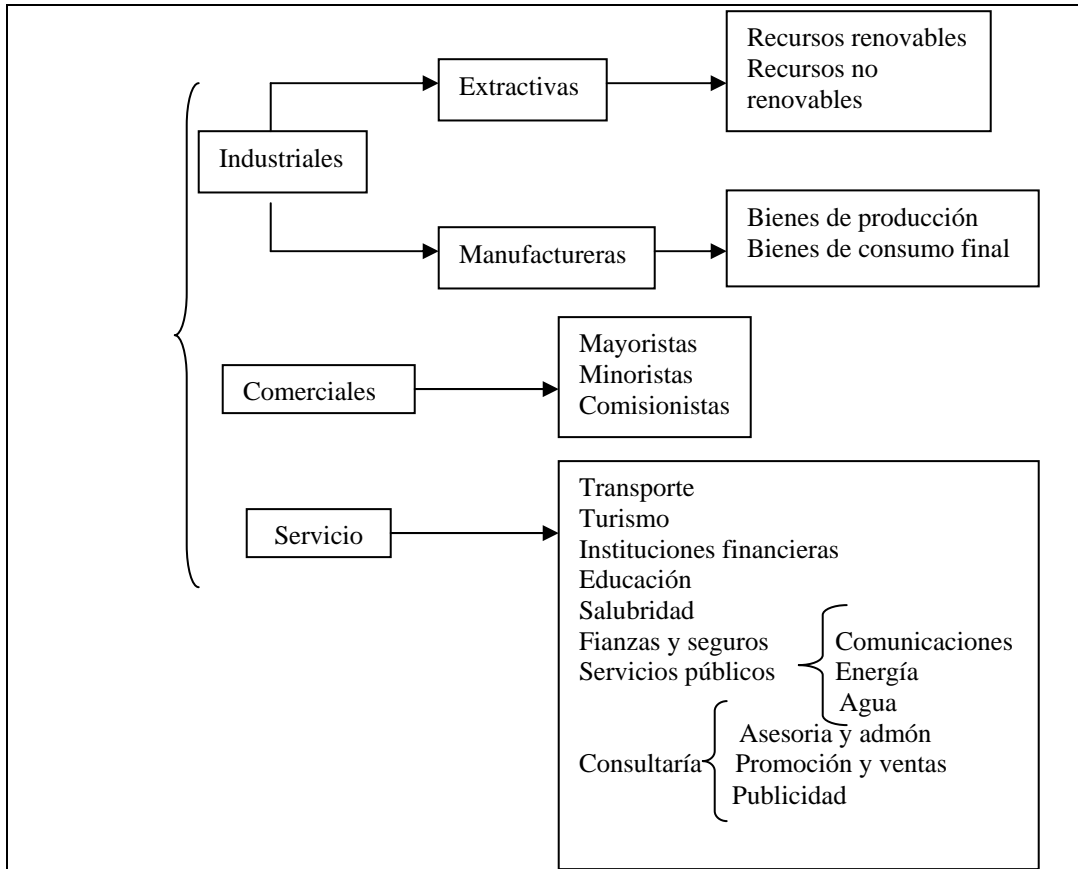 Industriales
Extractivas
Recursos renovables
Recursos no
renovables
Manufactureras
Bienes de producción
Bienes de consumo final
Comerciales
Mayoristas
Minoristas
Comisionistas
Servicio
Transporte
Turismo
Instituciones financieras
Educación
Salubridad
Fianzas y seguros
Servicios públicos
Comunicaciones
Energía
Agua
Consultaría
Asesoria y admón
Promoción y ventas
Publicidad